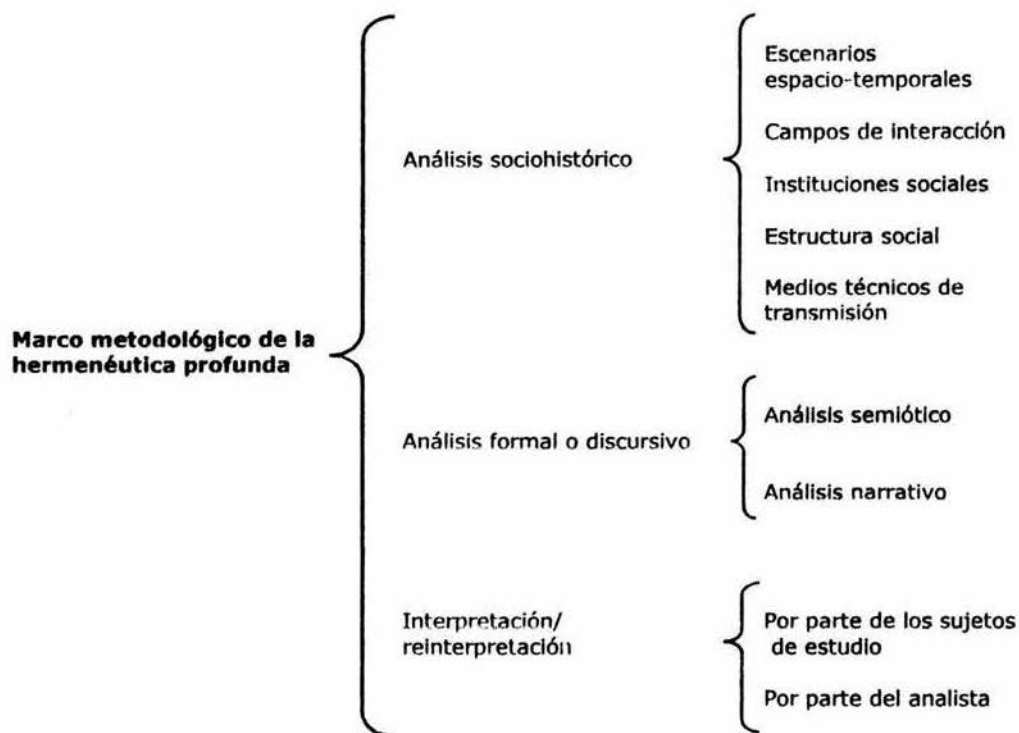 Marco metodológico de la
hermenéutica profunda
Análisis sociohistórico
Escenarios
espacio-temporales
Campos de interacción
Instituciones sociales
Estructura social
Medios técnicos de
transmisión
Análisis formal o discursivo
Análisis semiótico
Análisis narrativo
Interpretación/
reinterpretación
Por parte de los sujetos
de estudio
Por parte del analista